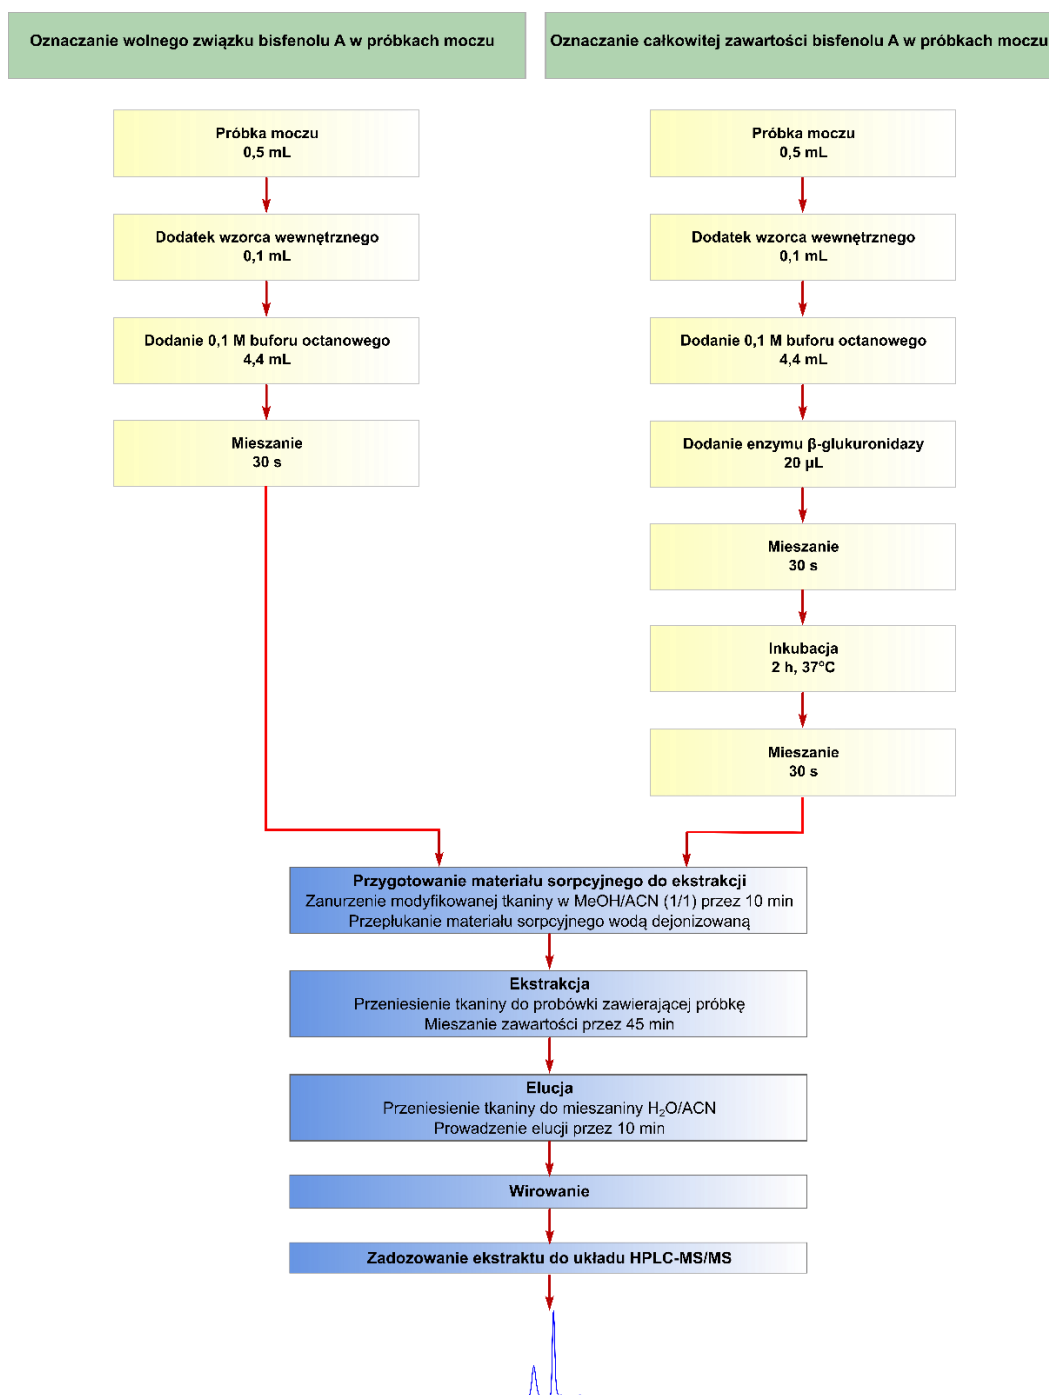 Oznaczanie wolnego związku bisfenolu A w próbkach moczu
Próbka moczu
0,5 mL
Dodatek wzorca wewnętrznego
0,1 mL
Dodanie 0,1 M buforu octanowego
4,4 mL
Mieszanie
30 s
Oznaczanie całkowitej zawartości bisfenolu A w próbkach moczu
Próbka moczu
0,5 mL
Dodatek wzorca wewnętrznego
0,1 mL
Dodanie 0,1 M buforu octanowego
4,4 mL
Dodanie enzymu β-glukuronidazy
20 µL
Mieszanie
30 s
Inkubacja
2 h, 37°C
Mieszanie
30 s
Przygotowanie materiału sorpcyjnego do ekstrakcji
Zanurzenie modyfikowanej tkaniny w MeOH/ACN (1/1) przez 10 min
Przepłukanie materiału sorpcyjnego wodą dejonizowaną
Ekstrakcja
Przeniesienie tkaniny do probówki zawierającej próbkę
Mieszanie zawartości przez 45 min
Elucja
Przeniesienie tkaniny do mieszaniny H₂O/ACN
Prowadzenie elucji przez 10 min
Wirowanie
Zadozowanie ekstraktu do układu HPLC-MS/MS